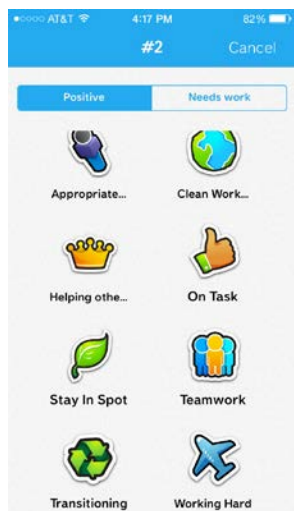 AT&T 4:17 PM 82%
#2 Cancel
Positive Needs work
Appropriate... Clean Work...
Helping othe... On Task
Stay In Spot Teamwork
Transitioning Working Hard